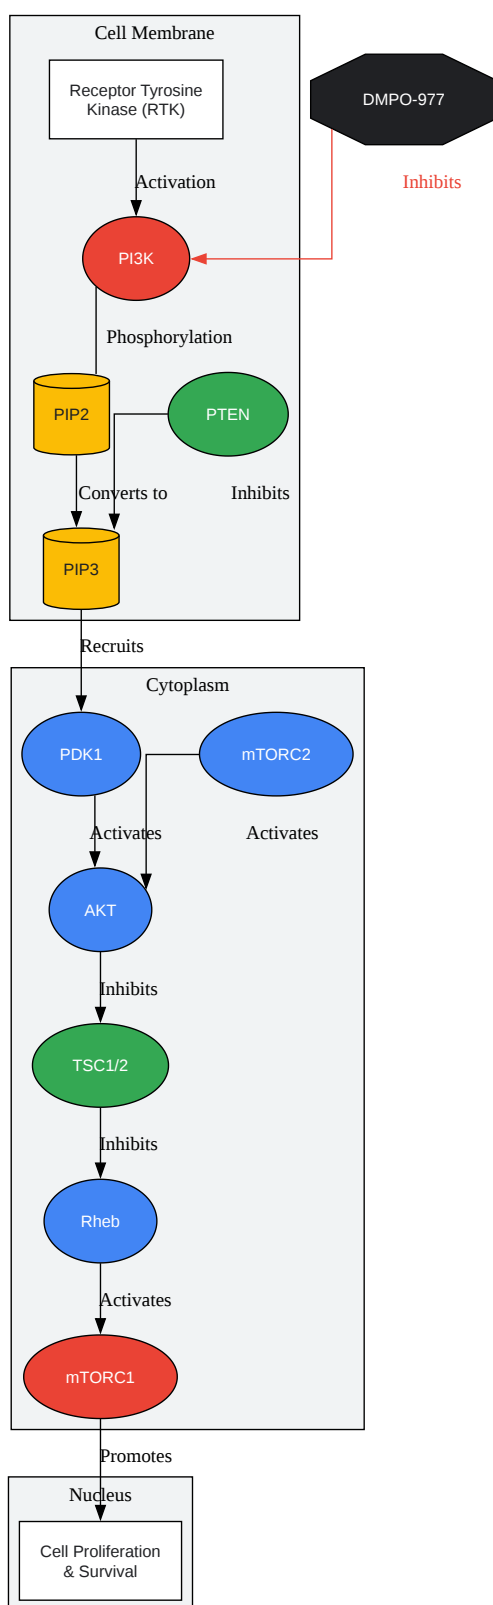 Cell Membrane
Receptor Tyrosine
Kinase (RTK)
DMPO-977
Activation
Inhibits
PI3K
Phosphorylation
PIP2
PTEN
Converts to
Inhibits
PIP3
Recruits
Cytoplasm
PDK1
mTORC2
Activates
Activates
AKT
Inhibits
TSC1/2
Inhibits
Rheb
Activates
mTORC1
Promotes
Nucleus
Cell Proliferation
& Survival